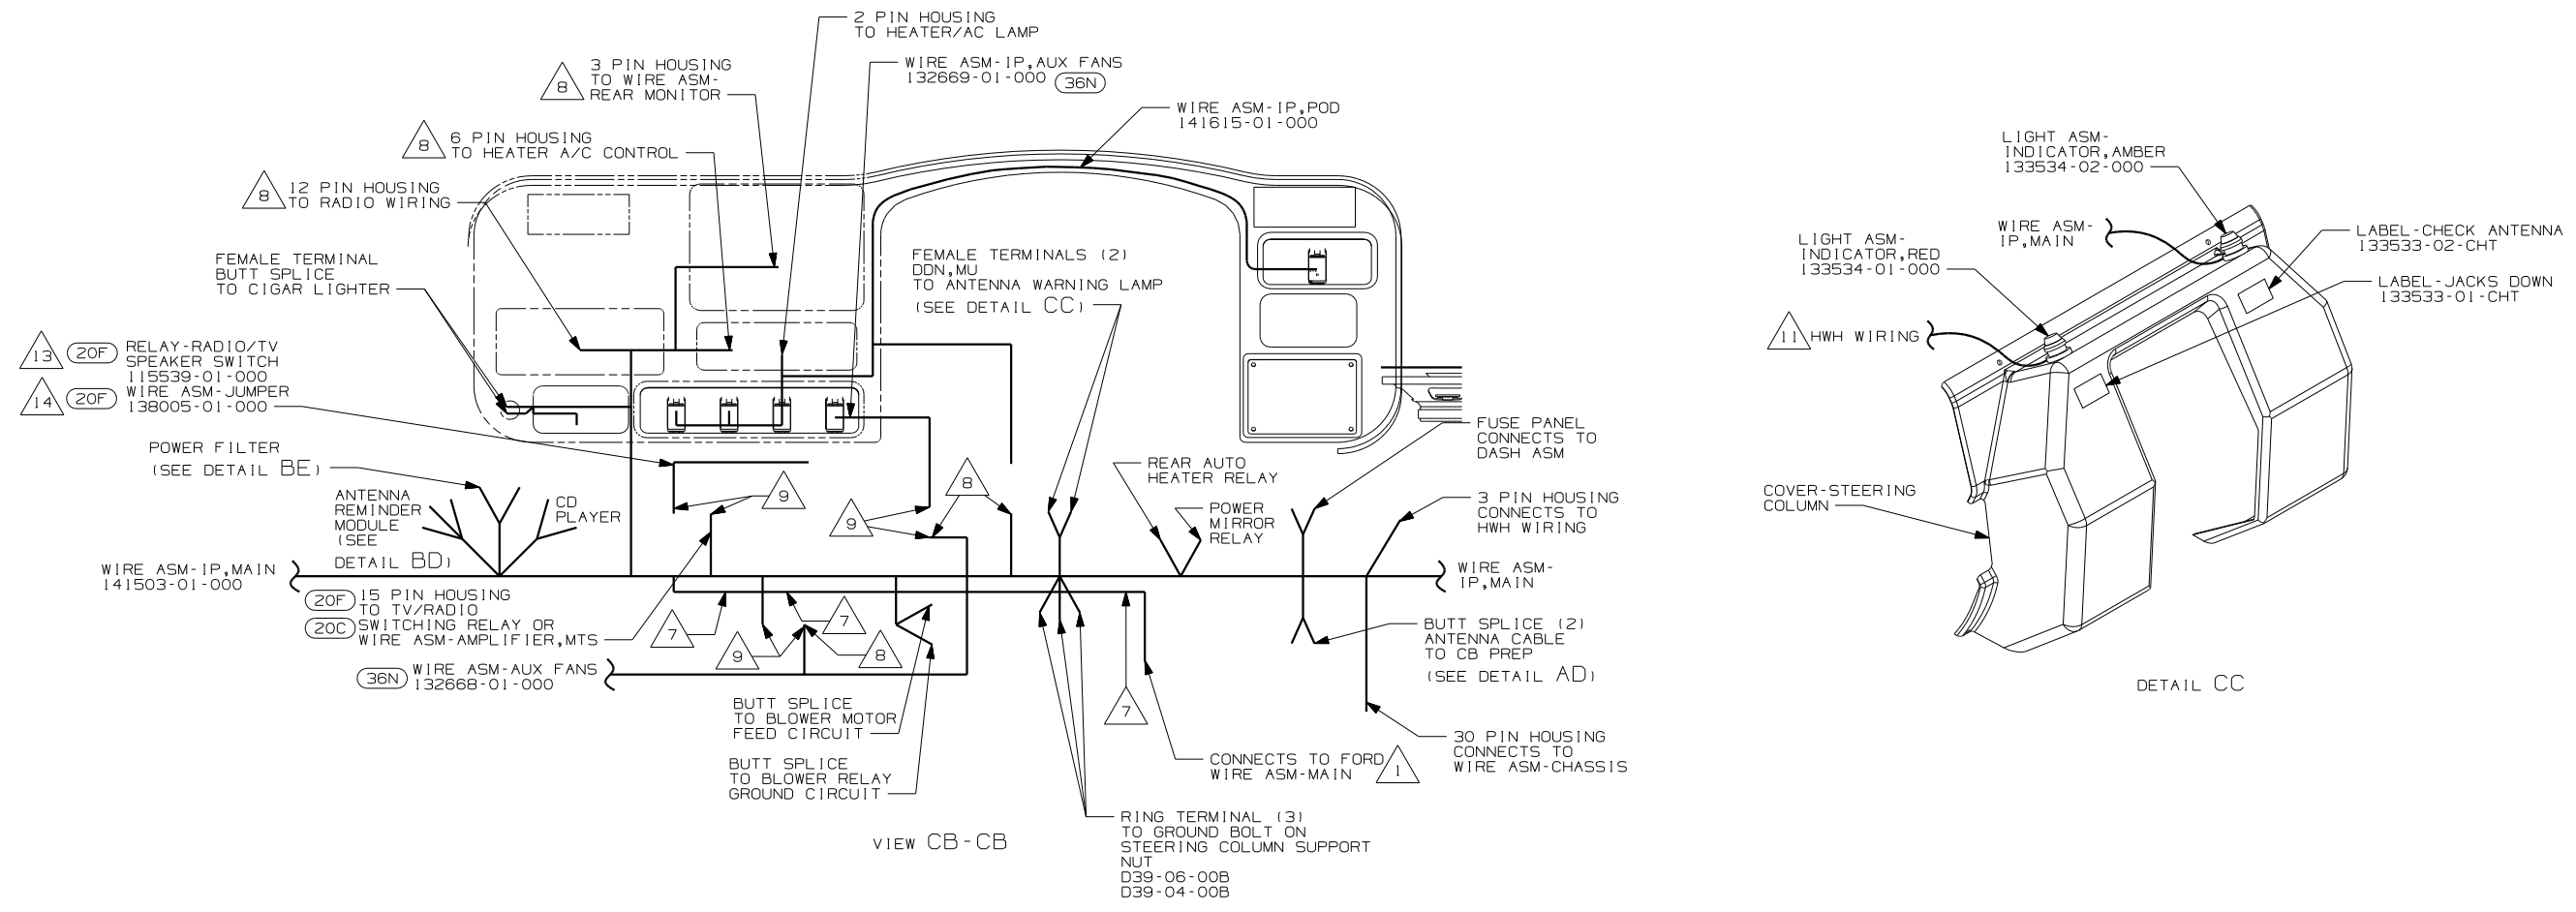 2 PIN HOUSING
TO HEATER/AC LAMP
3 PIN HOUSING
TO WIRE ASM-
REAR MONITOR
8
WIRE ASM-IP,AUX FANS
132669-01-000
36N
WIRE ASM-IP,POD
141615-01-000
6 PIN HOUSING
TO HEATER A/C CONTROL
8
12 PIN HOUSING
TO RADIO WIRING
8
FEMALE TERMINAL
BUTT SPLICE
TO CIGAR LIGHTER
FEMALE TERMINALS (2)
DDN,MU
TO ANTENNA WARNING LAMP
(SEE DETAIL CC)
13
20F
RELAY-RADIO/TV
SPEAKER SWITCH
115539-01-000
14
20F
WIRE ASM-JUMPER
138005-01-000
POWER FILTER
(SEE DETAIL BE)
ANTENNA
REMINDER
MODULE
(SEE
DETAIL BD)
CD
PLAYER
9
9
8
REAR AUTO
HEATER RELAY
POWER
MIRROR
RELAY
FUSE PANEL
CONNECTS TO
DASH ASM
3 PIN HOUSING
CONNECTS TO
HWH WIRING
WIRE ASM-IP,MAIN
141503-01-000
WIRE ASM-
IP,MAIN
20F
15 PIN HOUSING
TO TV/RADIO
20C
SWITCHING RELAY OR
WIRE ASM-AMPLIFIER,MTS
7
9
7
8
36N
WIRE ASM-AUX FANS
132668-01-000
BUTT SPLICE (2)
ANTENNA CABLE
TO CB PREP
(SEE DETAIL AD)
7
BUTT SPLICE
TO BLOWER MOTOR
FEED CIRCUIT
BUTT SPLICE
TO BLOWER RELAY
GROUND CIRCUIT
CONNECTS TO FORD
WIRE ASM-MAIN
1
30 PIN HOUSING
CONNECTS TO
WIRE ASM-CHASSIS
RING TERMINAL (3)
TO GROUND BOLT ON
STEERING COLUMN SUPPORT
NUT
D39-06-00B
D39-04-00B
VIEW CB-CB
LIGHT ASM-
INDICATOR,AMBER
133534-02-000
WIRE ASM-
IP,MAIN
LIGHT ASM-
INDICATOR,RED
133534-01-000
LABEL-CHECK ANTENNA
133533-02-CHT
LABEL-JACKS DOWN
133533-01-CHT
11
HWH WIRING
COVER-STEERING
COLUMN
DETAIL CC